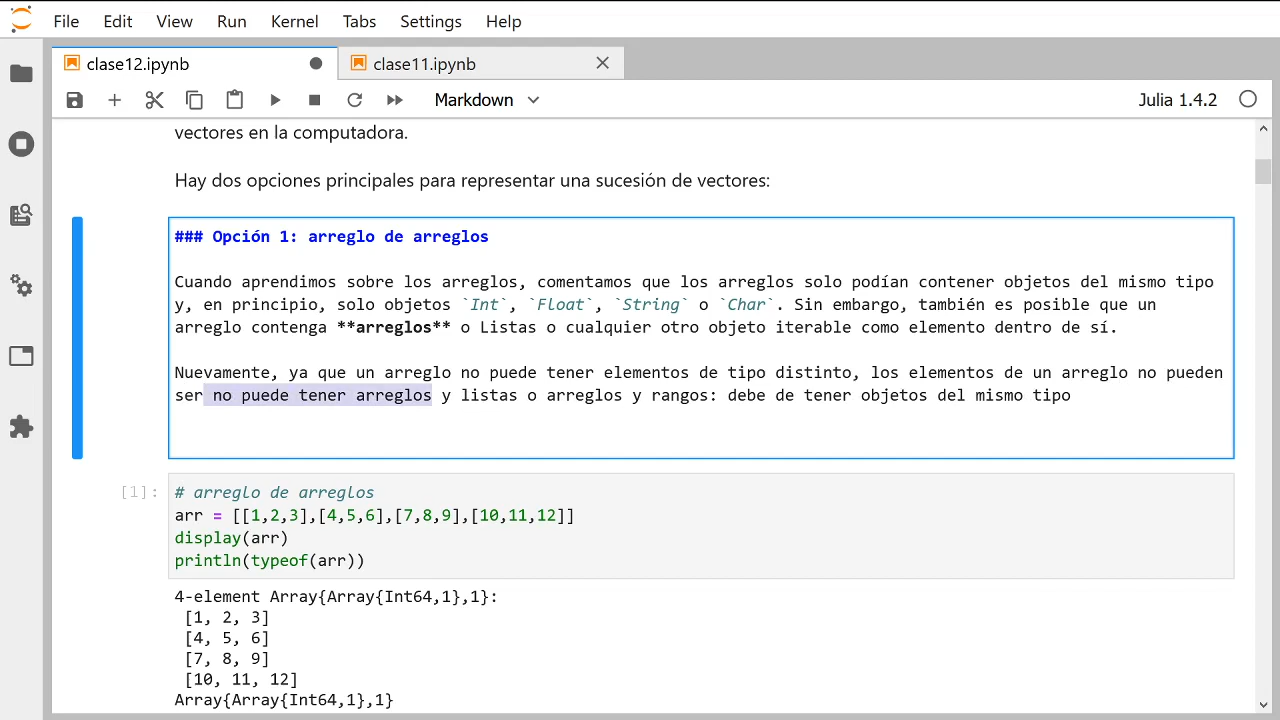 File Edit View Run Kernel Tabs Settings Help
clase12.ipynb
clase11.ipynb
Markdown
Julia 1.4.2
vectores en la computadora.
Hay dos opciones principales para representar una sucesión de vectores:
### Opción 1: arreglo de arreglos
Cuando aprendimos sobre los arreglos, comentamos que los arreglos solo podían contener objetos del mismo tipo
y, en principio, solo objetos `Int`, `Float`, `String` o `Char`. Sin embargo, también es posible que un
arreglo contenga **arreglos** o Listas o cualquier otro objeto iterable como elemento dentro de sí.
Nuevamente, ya que un arreglo no puede tener elementos de tipo distinto, los elementos de un arreglo no pueden
ser no puede tener arreglos y listas o arreglos y rangos: debe de tener objetos del mismo tipo
[1]:
# arreglo de arreglos
arr = [[1,2,3],[4,5,6],[7,8,9],[10,11,12]]
display(arr)
println(typeof(arr))
4-element Array{Array{Int64,1},1}:
[1, 2, 3]
[4, 5, 6]
[7, 8, 9]
[10, 11, 12]
Array{Array{Int64,1},1}